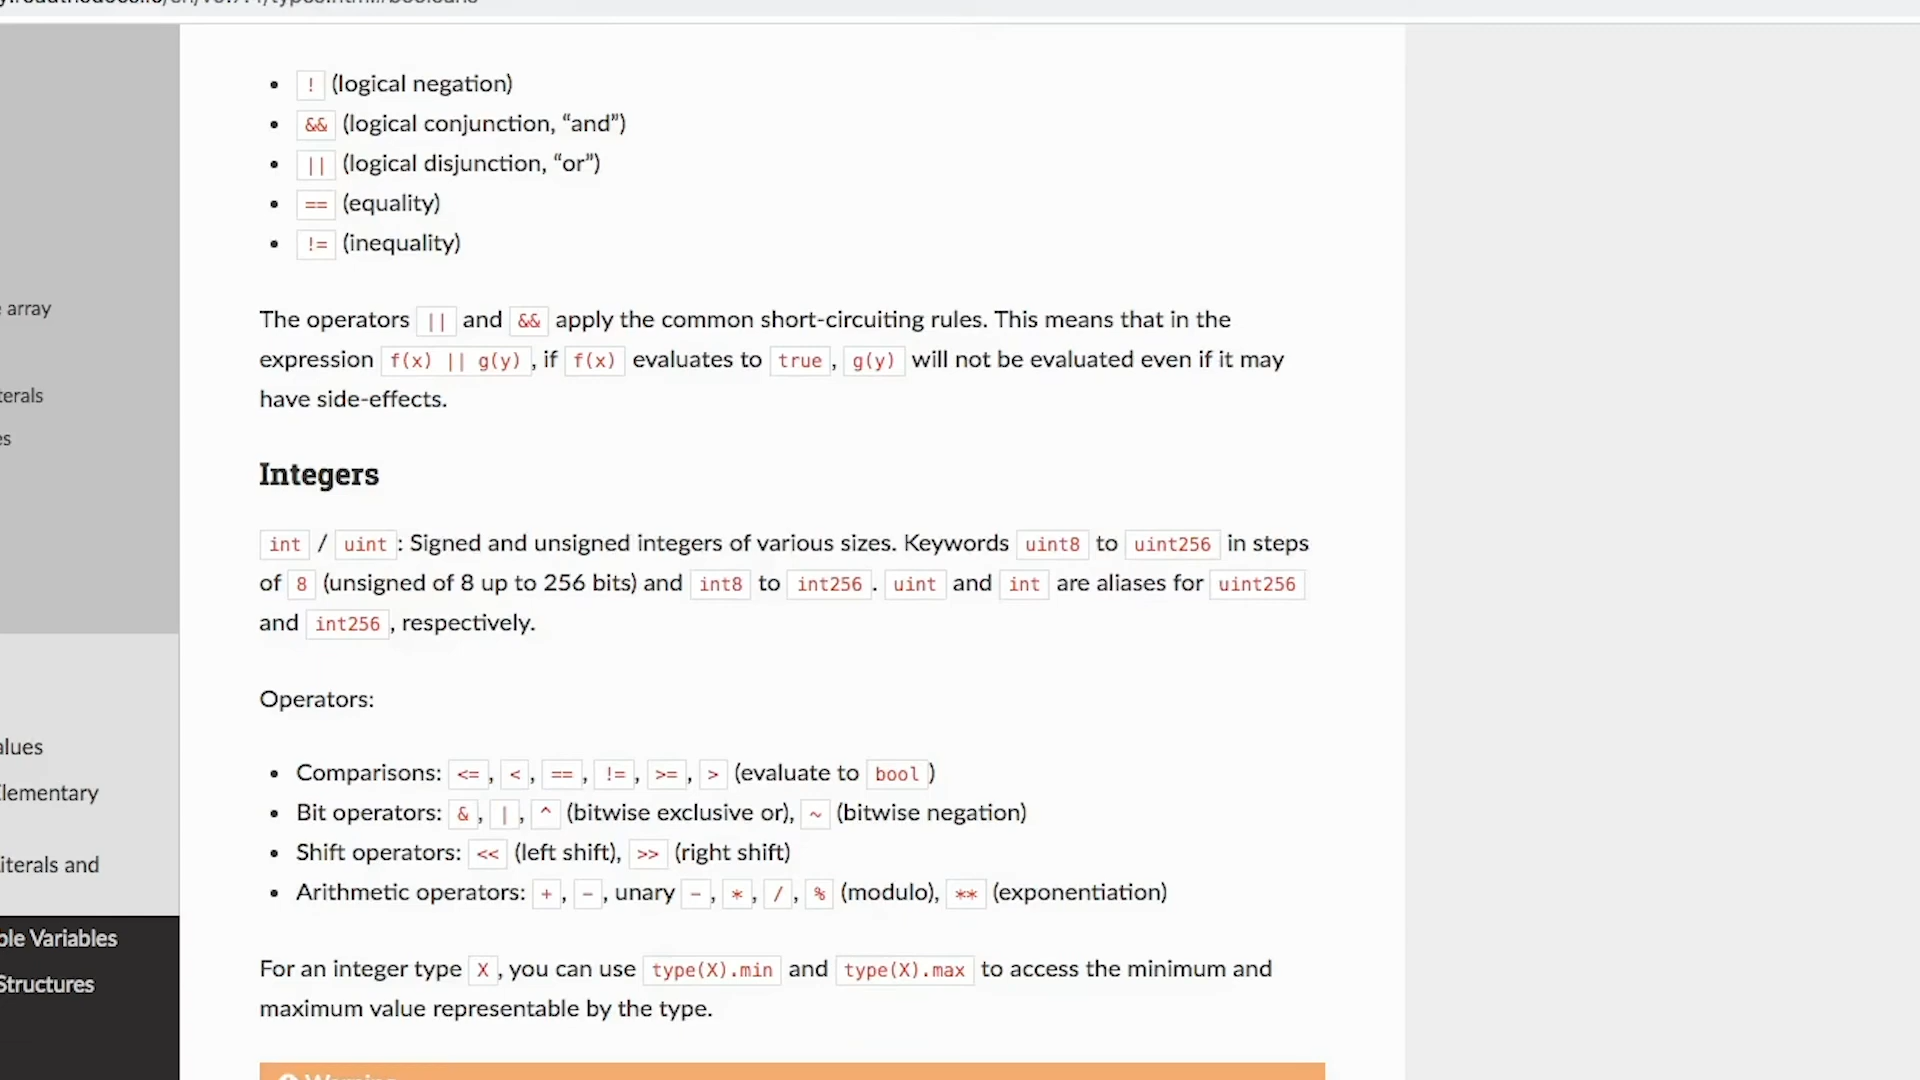 ! (logical negation)
&& (logical conjunction, “and”)
|| (logical disjunction, “or”)
== (equality)
!= (inequality)
The operators || and && apply the common short-circuiting rules. This means that in the
expression f(x) || g(y) , if f(x) evaluates to true , g(y) will not be evaluated even if it may
have side-effects.
array
Integers
int / uint : Signed and unsigned integers of various sizes. Keywords uint8 to uint256 in steps
of 8 (unsigned of 8 up to 256 bits) and int8 to int256 . uint and int are aliases for uint256
and int256 , respectively.
Operators:
Comparisons: <= , < , == , != , >= , > (evaluate to bool )
Bit operators: & , | , ^ (bitwise exclusive or), ~ (bitwise negation)
Shift operators: << (left shift), >> (right shift)
Arithmetic operators: + , - , unary - , * , / , % (modulo), ** (exponentiation)
For an integer type X , you can use type(X).min and type(X).max to access the minimum and
maximum value representable by the type.
and
Variables
Structures